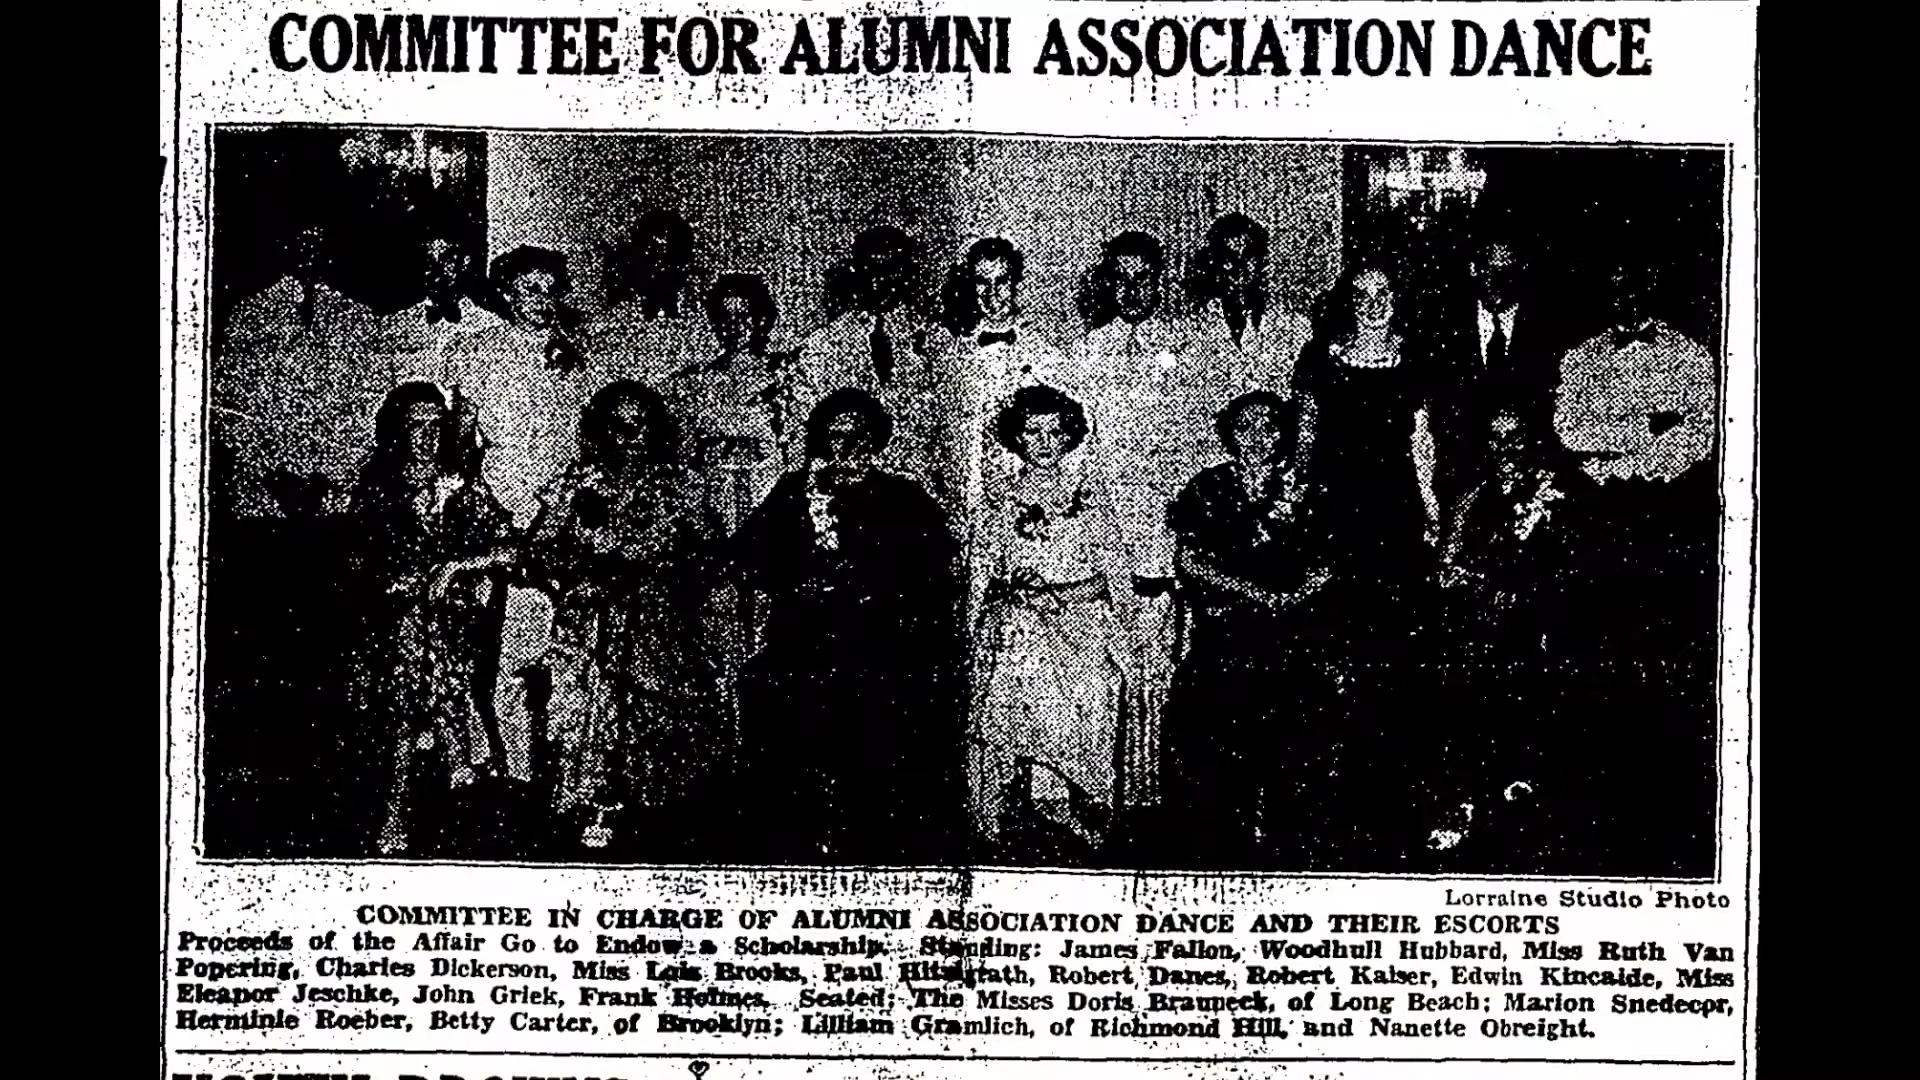 COMMITTEE FOR ALUMNI ASSOCIATION DANCE
Lorraine Studio Photo
COMMITTEE IN CHARGE OF ALUMNI ASSOCIATION DANCE AND THEIR ESCORTS
Proceeds of the Affair Go to Endow a Scholarship. Standing: James Fallon, Woodhull Hubbard, Miss Ruth Van
Popering, Charles Dickerson, Miss Lois Brooks, Paul Robert Danes, Robert Kaiser, Edwin Kincaide, Miss
Eleanor Jeschke, John Griek, Frank Holmes. Seated: The Misses Doris Brauneck, of Long Beach; Marion Snedecor,
Herminie Roeber, Betty Carter, of Brooklyn; Lilliam Gramlich, of Richmond Hill, and Nanette Obreight.